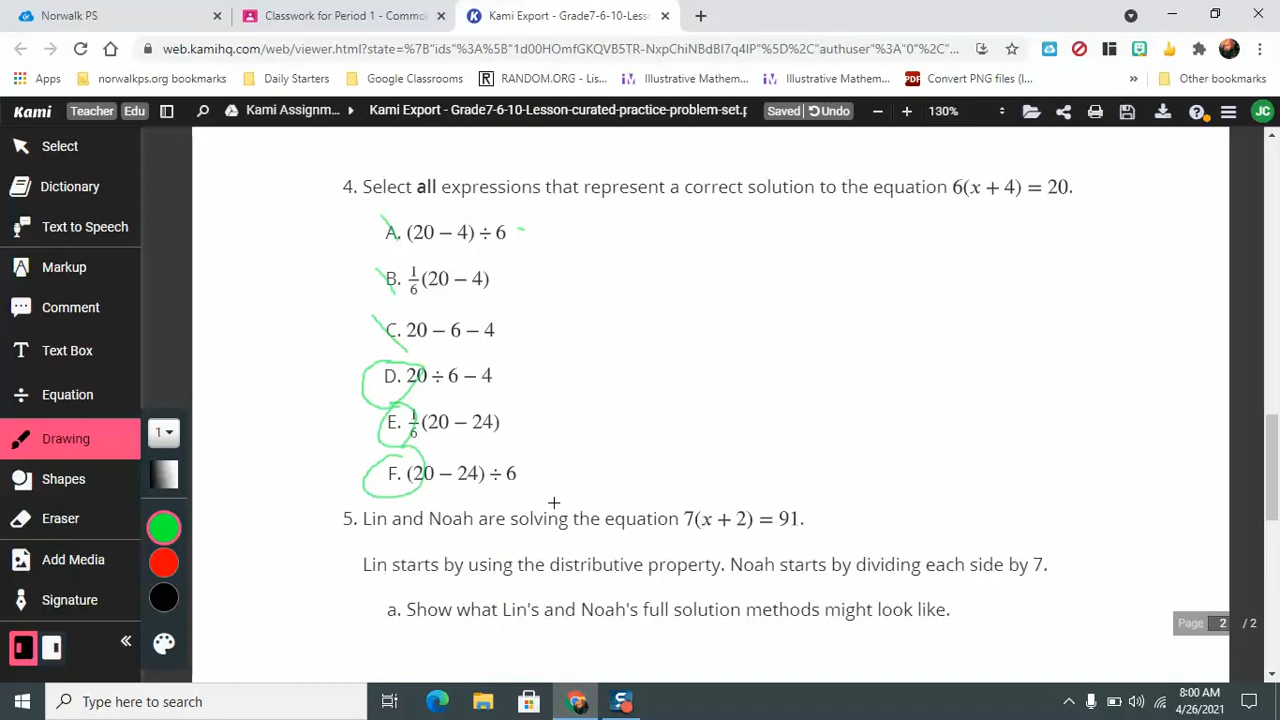 Norwalk PS
Classwork for Period 1 - Commo
Kami Export - Grade7-6-10-Lesso
web.kamihq.com/web/viewer.html?state=%7B"ids"%3A%5B"1d00HOmfGKQVB5TR-NxpChiNBdBI7q4IP"%5D%2C"authuser"%3A"0"%2C"...
Apps norwalkps.org bookmarks Daily Starters Google Classrooms RANDOM.ORG - Lis... Illustrative Mathem... Illustrative Mathem... Convert PNG files (I... » Other bookmarks
Kami Teacher Edu Kami Assignm... Kami Export - Grade7-6-10-Lesson-curated-practice-problem-set.p Saved Undo 130% JC
Select
Dictionary
Text to Speech
Markup
Comment
Text Box
Equation
Drawing
Shapes
Eraser
Add Media
Signature
1
4. Select all expressions that represent a correct solution to the equation 6(x + 4) = 20.
A. (20 − 4) ÷ 6
B. 1/6(20 − 4)
C. 20 − 6 − 4
D. 20 ÷ 6 − 4
E. 1/6(20 − 24)
F. (20 − 24) ÷ 6
5. Lin and Noah are solving the equation 7(x + 2) = 91.
Lin starts by using the distributive property. Noah starts by dividing each side by 7.
a. Show what Lin's and Noah's full solution methods might look like.
Page 2 / 2
Type here to search
8:00 AM
4/26/2021